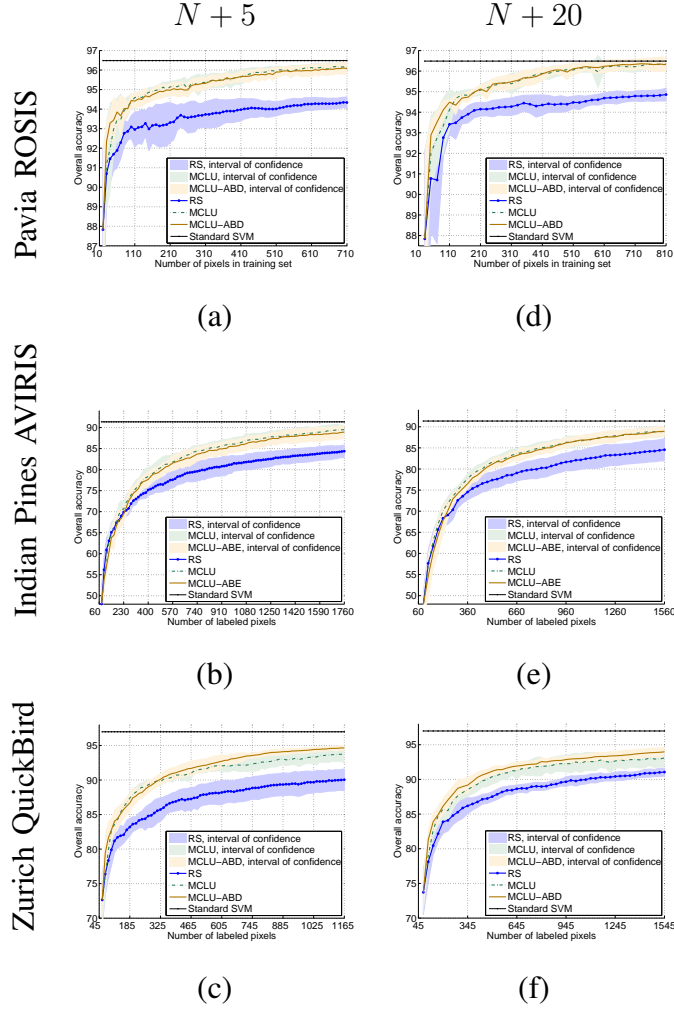 N + 5
N + 20
Pavia ROSIS
97
96
95
94
93
92
91
90
89
88
87
Overall accuracy
RS, interval of confidence
MCLU, interval of confidence
MCLU−ABD, interval of confidence
RS
MCLU
MCLU−ABD
Standard SVM
10 110 210 310 410 510 610 710
Number of pixels in training set
(a)
97
96
95
94
93
92
91
90
89
88
Overall accuracy
RS, interval of confidence
MCLU, interval of confidence
MCLU−ABD, interval of confidence
RS
MCLU
MCLU−ABD
Standard SVM
10 110 210 310 410 510 610 710 810
Number of pixels in training set
(d)
Indian Pines AVIRIS
90
85
80
75
70
65
60
55
50
Overall accuracy
RS, interval of confidence
MCLU, interval of confidence
MCLU−ABE, interval of confidence
RS
MCLU
MCLU−ABE
Standard SVM
60 230 400 570 740 910 1080 1250 1420 1590 1760
Number of labeled pixels
(b)
90
85
80
75
70
65
60
55
50
Overall accuracy
RS, interval of confidence
MCLU, interval of confidence
MCLU−ABE, interval of confidence
RS
MCLU
MCLU−ABE
Standard SVM
60 360 660 945 1260 1560
Number of labeled pixels
(e)
Zurich QuickBird
95
90
85
80
75
70
Overall accuracy
RS, interval of confidence
MCLU, interval of confidence
MCLU−ABD, interval of confidence
RS
MCLU
MCLU−ABD
Standard SVM
45 185 325 465 605 745 885 1025 1165
Number of labeled pixels
(c)
95
90
85
80
75
70
Overall accuracy
RS, interval of confidence
MCLU, interval of confidence
MCLU−ABD, interval of confidence
RS
MCLU
MCLU−ABD
Standard SVM
45 345 645 945 1245 1545
Number of labeled pixels
(f)